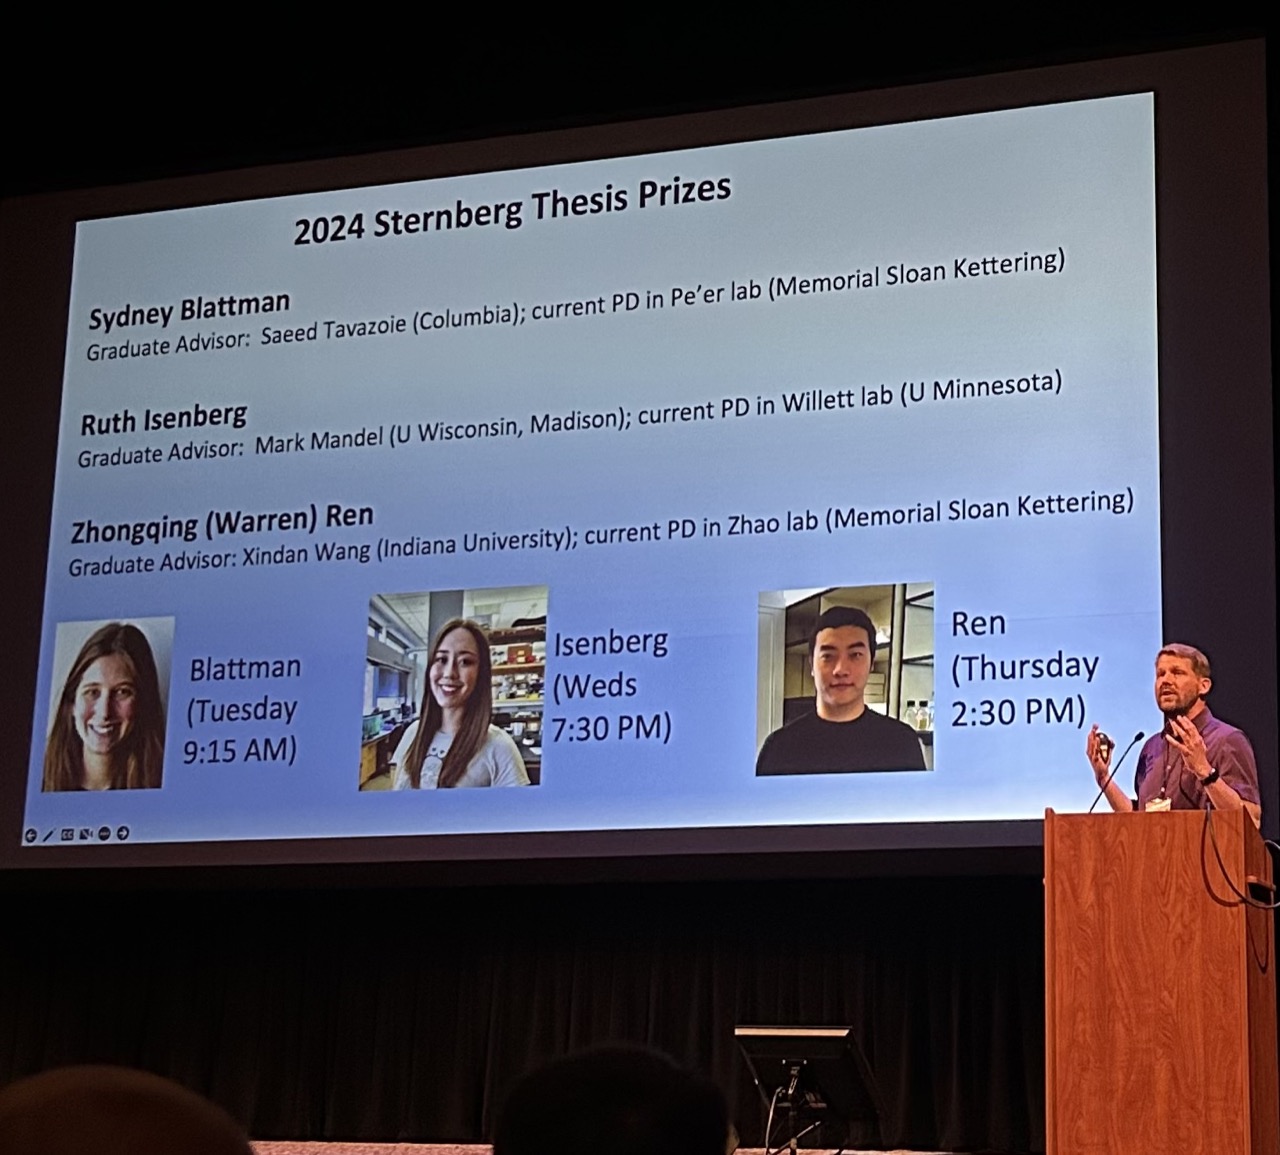 2024 Sternberg Thesis Prizes
Sydney Blattman
Graduate Advisor: Saeed Tavazoie (Columbia); current PD in Pe'er lab (Memorial Sloan Kettering)
Ruth Isenberg
Graduate Advisor: Mark Mandel (U Wisconsin, Madison); current PD in Willett lab (U Minnesota)
Zhongqing (Warren) Ren
Graduate Advisor: Xindan Wang (Indiana University); current PD in Zhao lab (Memorial Sloan Kettering)
Blattman
(Tuesday
9:15 AM)
Isenberg
(Weds
7:30 PM)
Ren
(Thursday
2:30 PM)